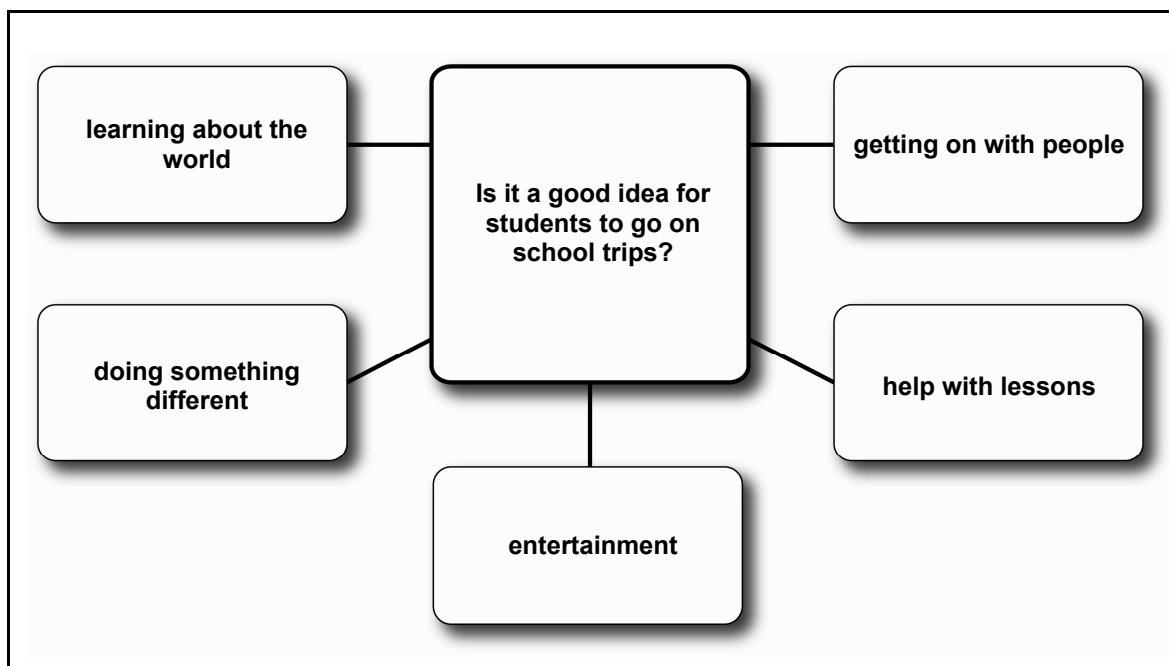 learning about the
world
Is it a good idea for
students to go on
school trips?
getting on with people
doing something
different
help with lessons
entertainment